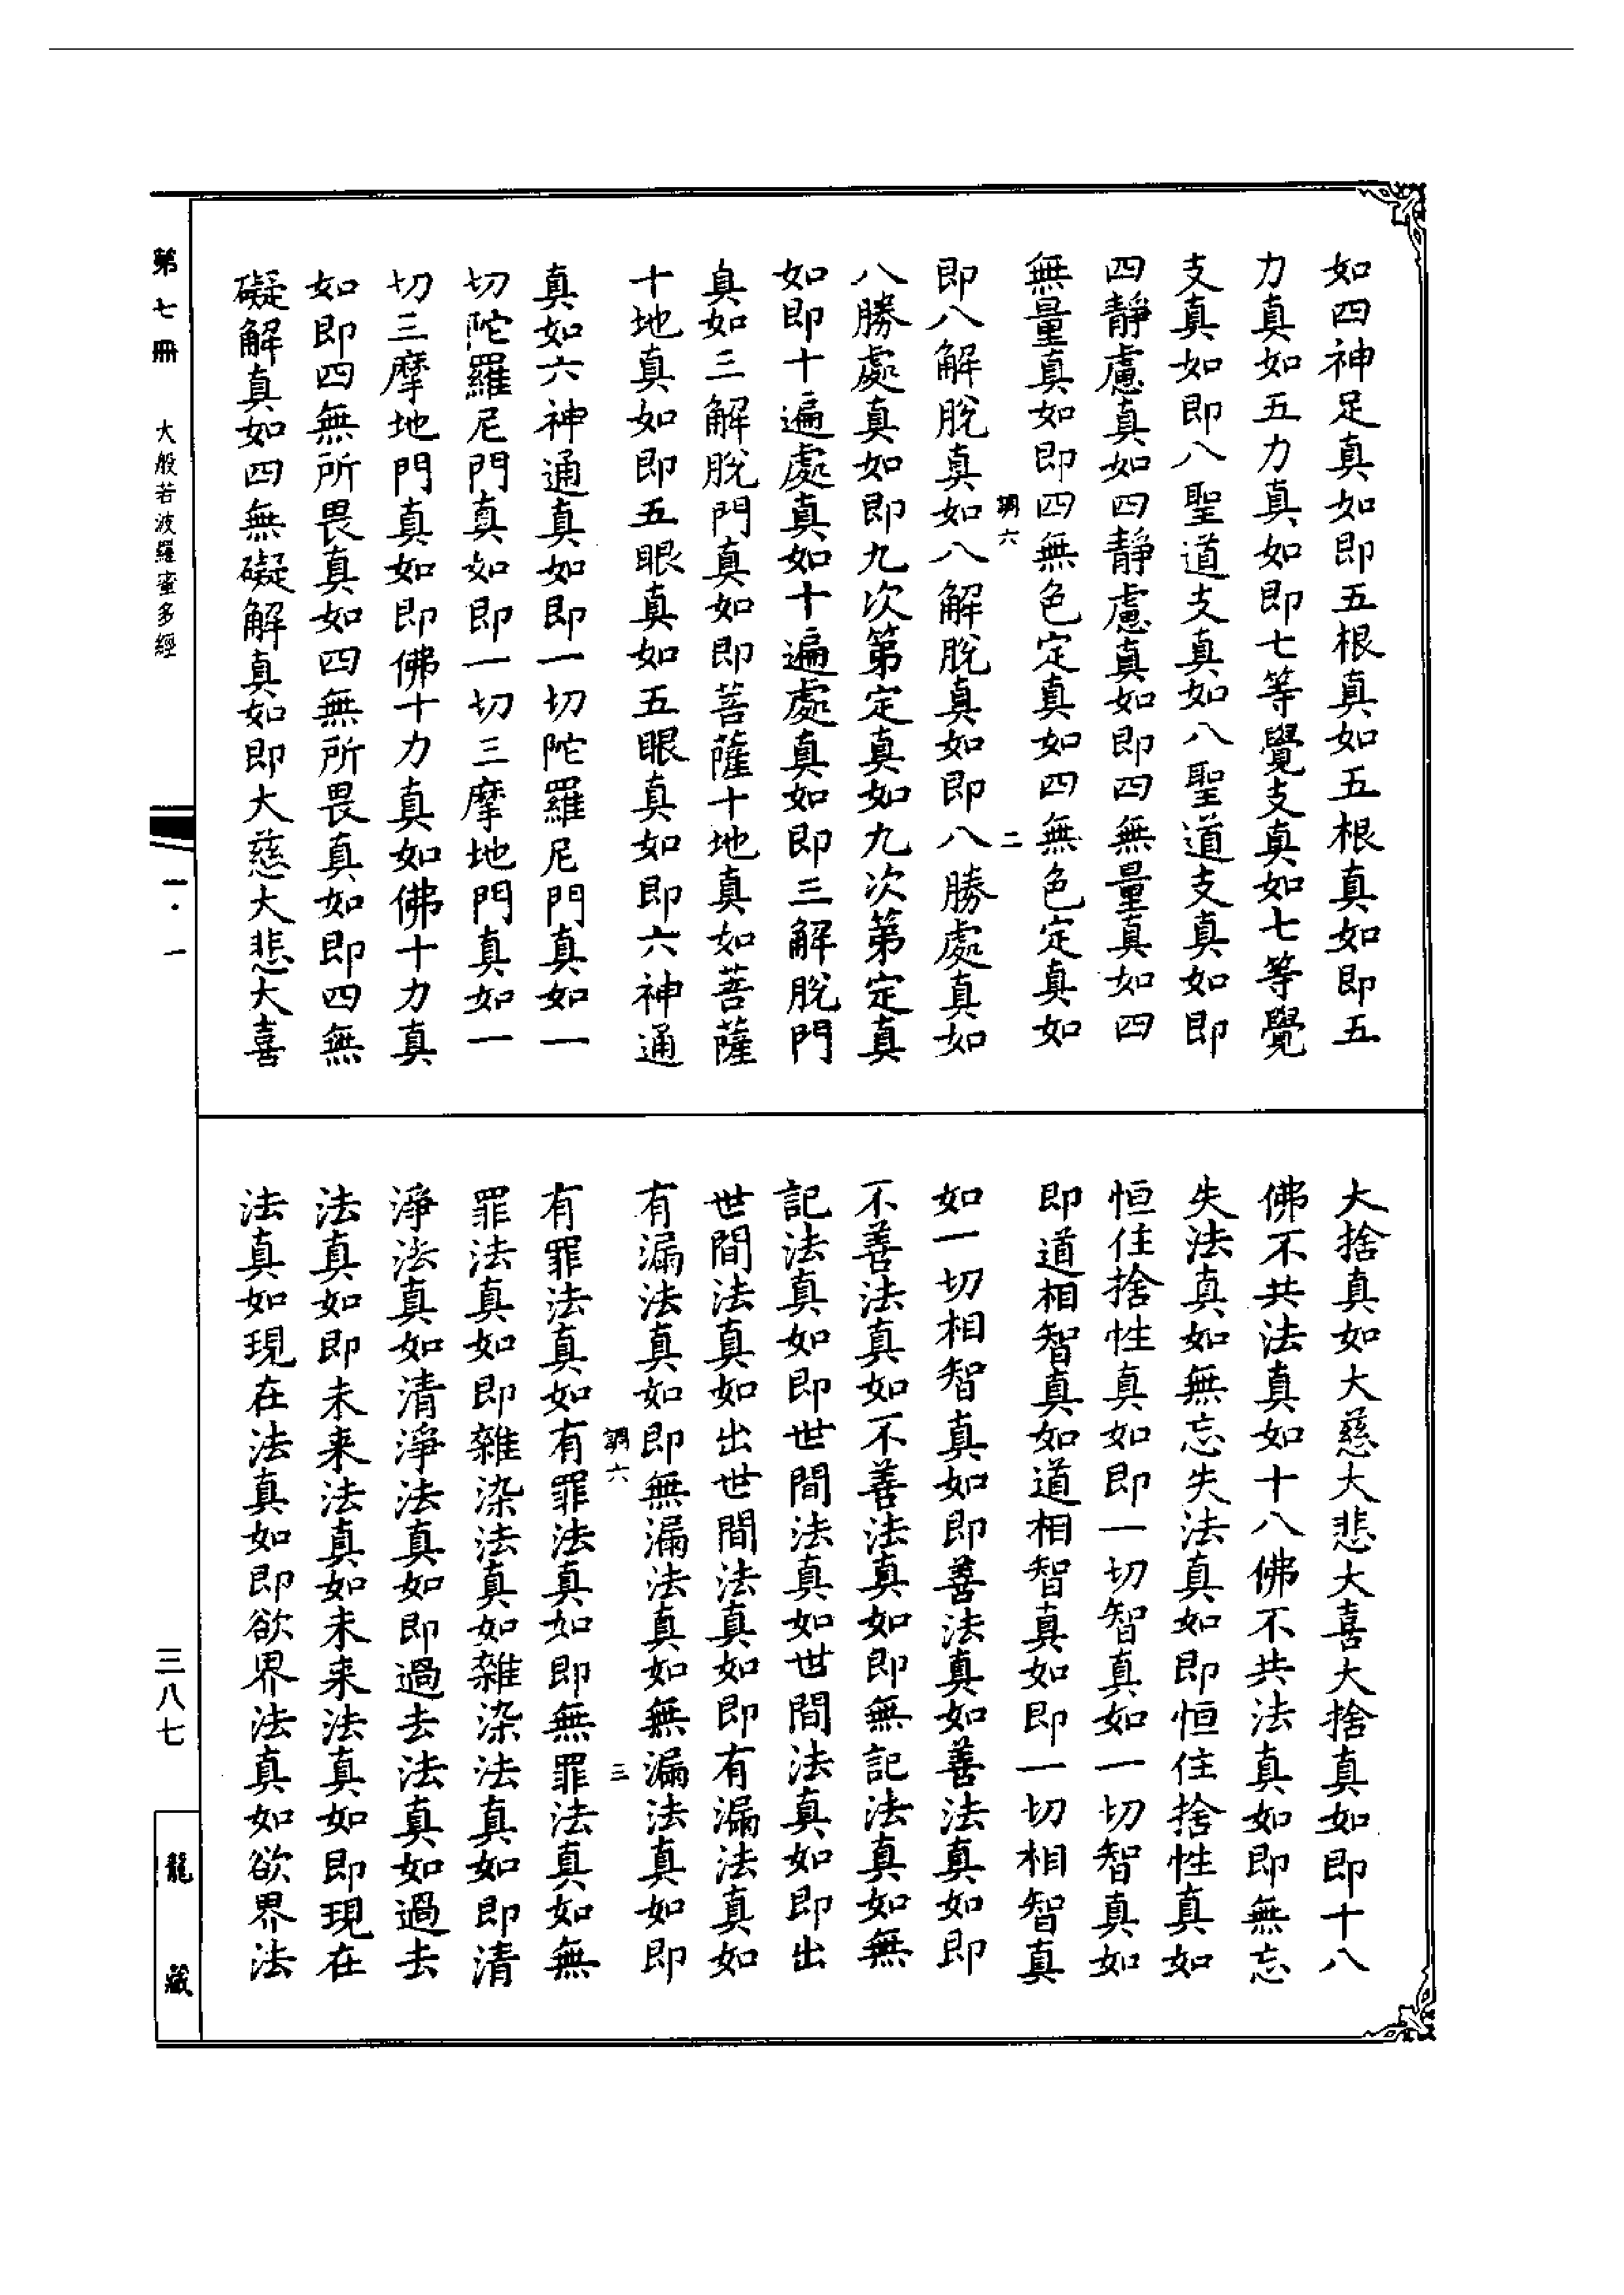 如四神足真如即五根真如五根真如即五
力真如五力真如即七等覺支真如七等覺
支真如即八聖道支真如八聖道支真如即
四靜慮真如四靜慮真如即四無量真如四
無量真如即四無色定真如四無色定真如
調六
二
即八解脫真如八解脫真如即八勝處真如
八勝處真如即九次第定真如九次第定真
如即十遍處真如十遍處真如即三解脫門
真如三解脫門真如即菩薩十地真如菩薩
十地真如即五眼真如五眼真如即六神通
真如六神通真如即一切陀羅尼門真如一
切陀羅尼門真如即一切三摩地門真如一
切三摩地門真如即佛十力真如佛十力真
如即四無所畏真如四無所畏真如即四無
礙解真如四無礙解真如即大慈大悲大喜
大捨真如大慈大悲大喜大捨真如即十八
佛不共法真如十八佛不共法真如即無忘
失法真如無忘失法真如即恒住捨性真如
恒住捨性真如即一切智真如一切智真如
即道相智真如道相智真如即一切相智真
如一切相智真如即善法真如善法真如即
不善法真如不善法真如即無記法真如無
記法真如即世間法真如世間法真如即出
世間法真如出世間法真如即有漏法真如
有漏法真如即無漏法真如無漏法真如即
調六
三
有罪法真如有罪法真如即無罪法真如無
罪法真如即雜染法真如雜染法真如即清
淨法真如清淨法真如即過去法真如過去
法真如即未来法真如未来法真如即現在
法真如現在法真如即欲界法真如欲界法
第七冊
大般若波羅蜜多經
一·一
三八七
龍藏